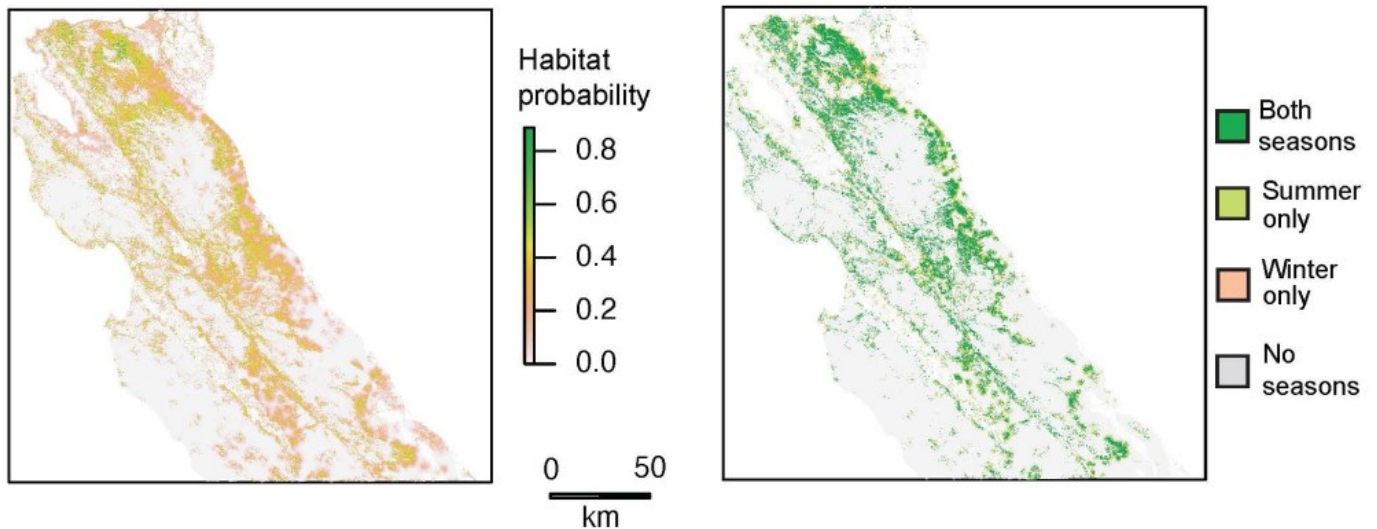 Habitat
probability
0.8
0.6
0.4
0.2
0.0
0 50
km
Both
seasons
Summer
only
Winter
only
No
seasons